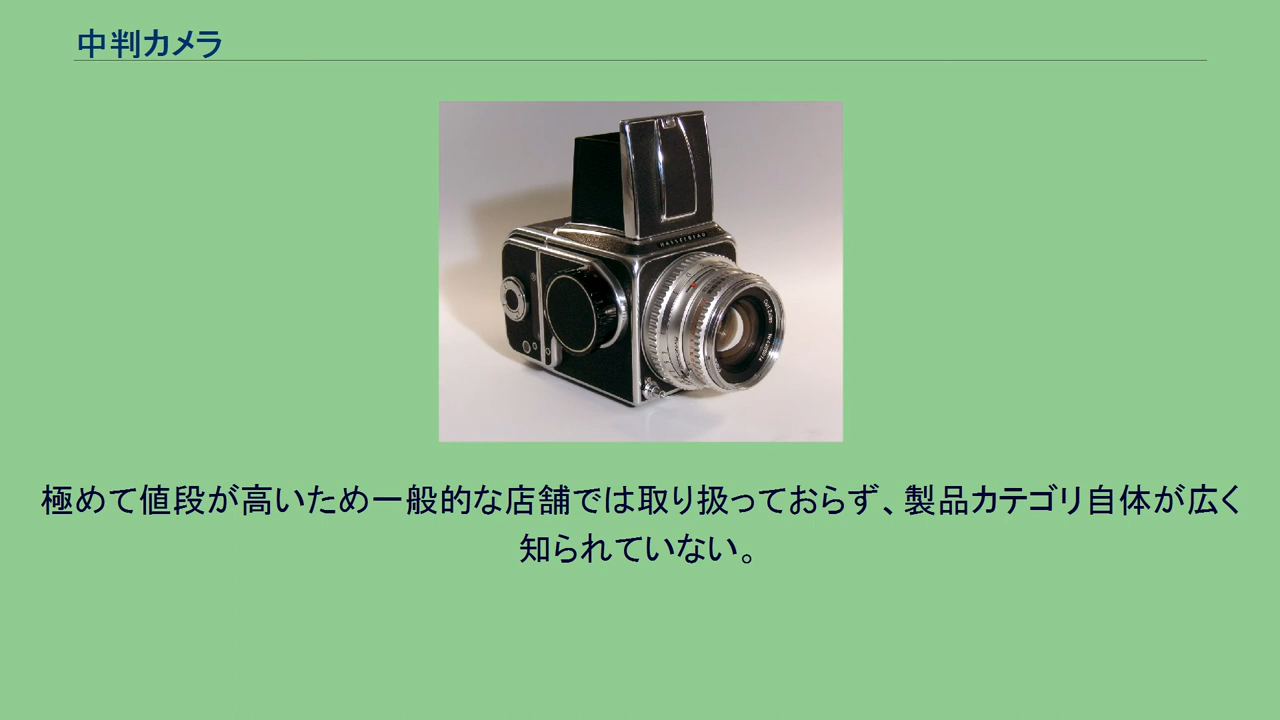 中判カメラ
HASSELBLAD
極めて値段が高いため一般的な店舗では取り扱っておらず、製品カテゴリ自体が広く
知られていない。